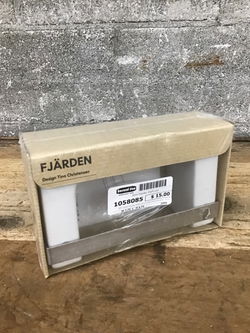 FJÄRDEN
Design Tina Christensen
1058085 $ 15.00